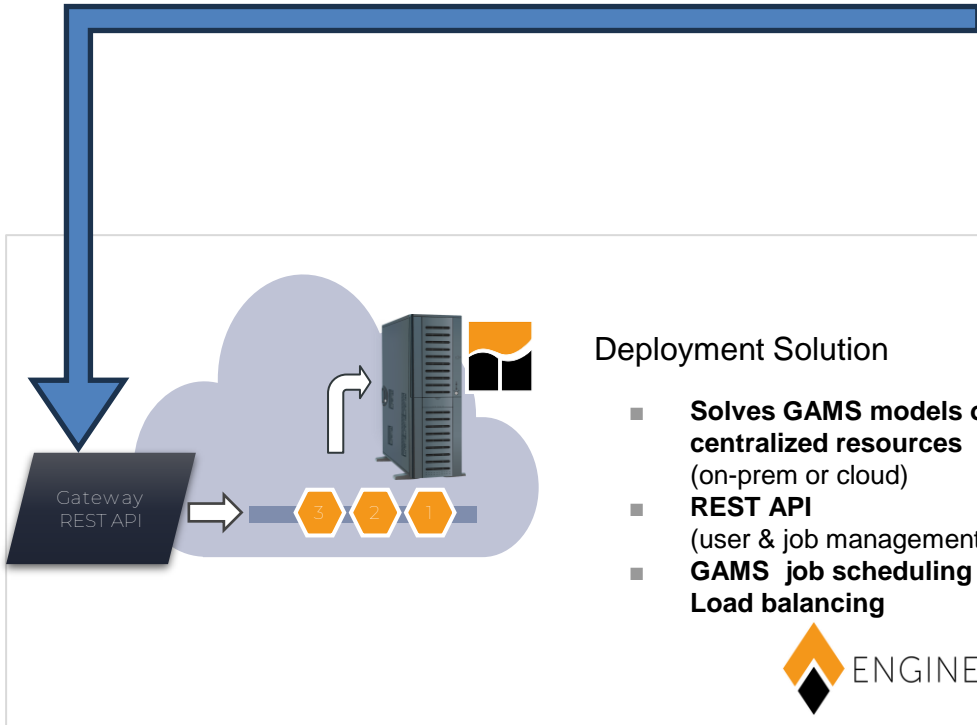 Deployment Solution
■ Solves GAMS models
centralized resources
(on-prem or cloud)
■ REST API
(user & job management
■ GAMS job scheduling
Load balancing
Gateway
REST API
3 2 1
ENGINE